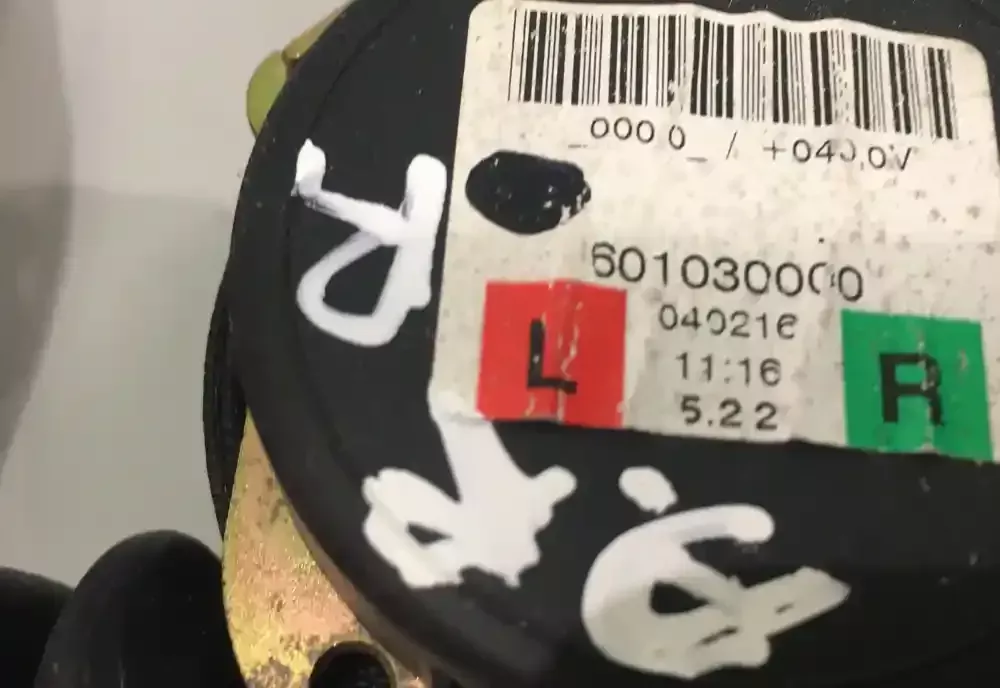 _000 0_ / +040,0V
601030000
040216
11:16
5.22
L
R